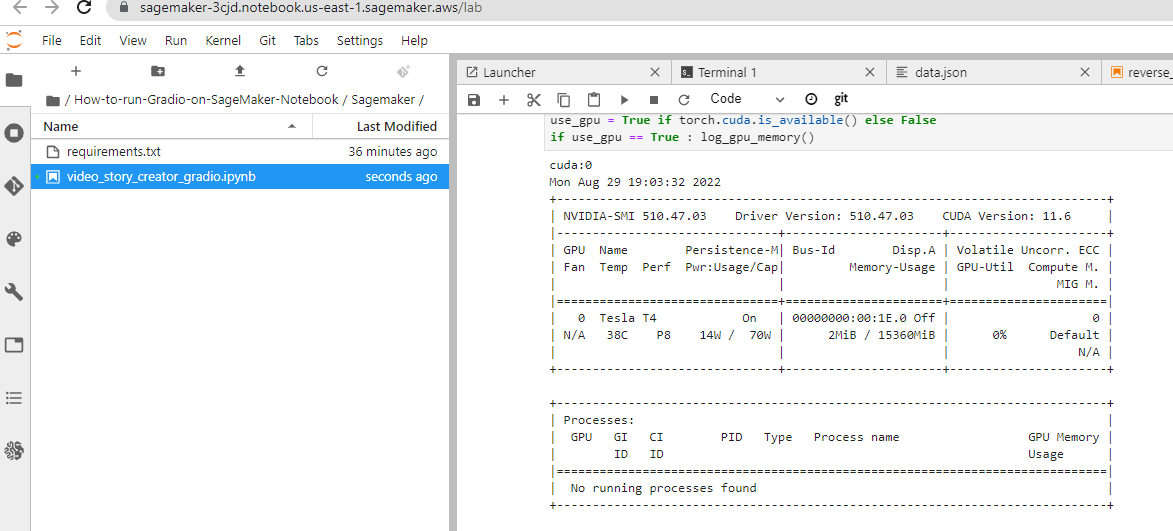 sagemaker-3cjd.notebook.us-east-1.sagemaker.aws/lab
File Edit View Run Kernel Git Tabs Settings Help
/ How-to-run-Gradio-on-SageMaker-Notebook / Sagemaker /
Name Last Modified
requirements.txt 36 minutes ago
video_story_creator_gradio.ipynb seconds ago
Launcher Terminal 1 data.json reverse_
Code git
use_gpu = True if torch.cuda.is_available() else False
if use_gpu == True : log_gpu_memory()
cuda:0
Mon Aug 29 19:03:32 2022
+-----------------------------------------------------------------------------+
| NVIDIA-SMI 510.47.03    Driver Version: 510.47.03    CUDA Version: 11.6     |
|-------------------------------+----------------------+----------------------+
| GPU  Name        Persistence-M| Bus-Id        Disp.A | Volatile Uncorr. ECC |
| Fan  Temp  Perf  Pwr:Usage/Cap|         Memory-Usage | GPU-Util  Compute M. |
|                               |                      |               MIG M. |
|===============================+======================+======================|
|   0  Tesla T4            On   | 00000000:00:1E.0 Off |                    0 |
| N/A   38C    P8    14W /  70W |      2MiB / 15360MiB |      0%      Default |
|                               |                      |                  N/A |
+-------------------------------+----------------------+----------------------+
+-----------------------------------------------------------------------------+
| Processes:                                                                  |
|  GPU   GI   CI        PID   Type   Process name                  GPU Memory |
|        ID   ID                                                   Usage      |
|=============================================================================|
|  No running processes found                                                 |
+-----------------------------------------------------------------------------+